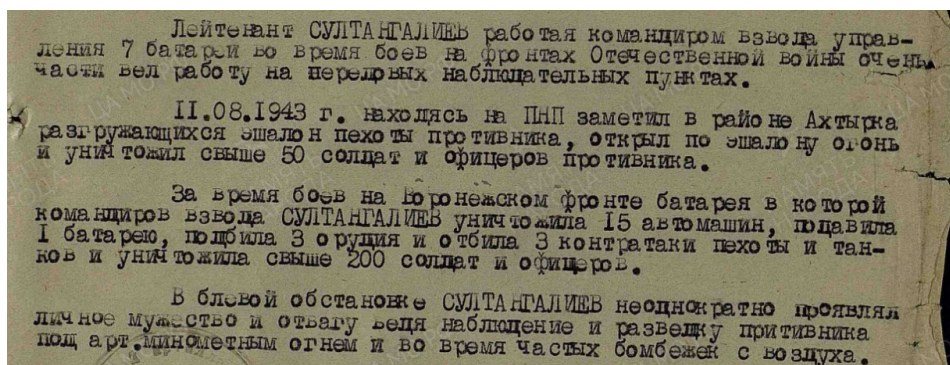 Лейтенант СУЛТАНГАЛИЕВ работая командиром взвода управ-
ления 7 батареи во время боев на фронтах Отечественной войны очень
части вел работу на передовых наблюдательных пунктах.
II.08.1943 г. находясь на ПНП заметил в районе Ахтырка
разгружающихся эшалон пехоты противника, открыл по эшалону огонь
и уничтожил свыше 50 солдат и офицеров противника.
За время боев на Воронежском фронте батарея в которой
командиров взвода СУЛТАНГАЛИЕВ уничтожила 15 автомашин, подавила
I батарею, подбила 3 орудия и отбила 3 контратаки пехоты и тан-
ков и уничтожила свыше 200 солдат и офицеров.
В блевой обстановке СУЛТАНГАЛИЕВ неоднократно проявлял
личное мужество и отвагу ведя наблюдение и разведку притивника
под арт.минометным огнем и во время частых бомбежек с воздуха.